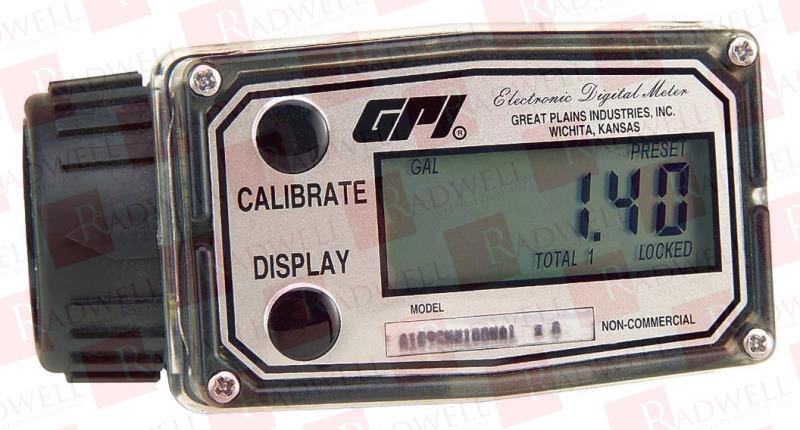 GPI®
Electronic Digital Meter
GREAT PLAINS INDUSTRIES, INC.
WICHITA, KANSAS
CALIBRATE
GAL
PRESET
1.40
TOTAL 1
LOCKED
DISPLAY
MODEL
NON-COMMERCIAL
RADWELL